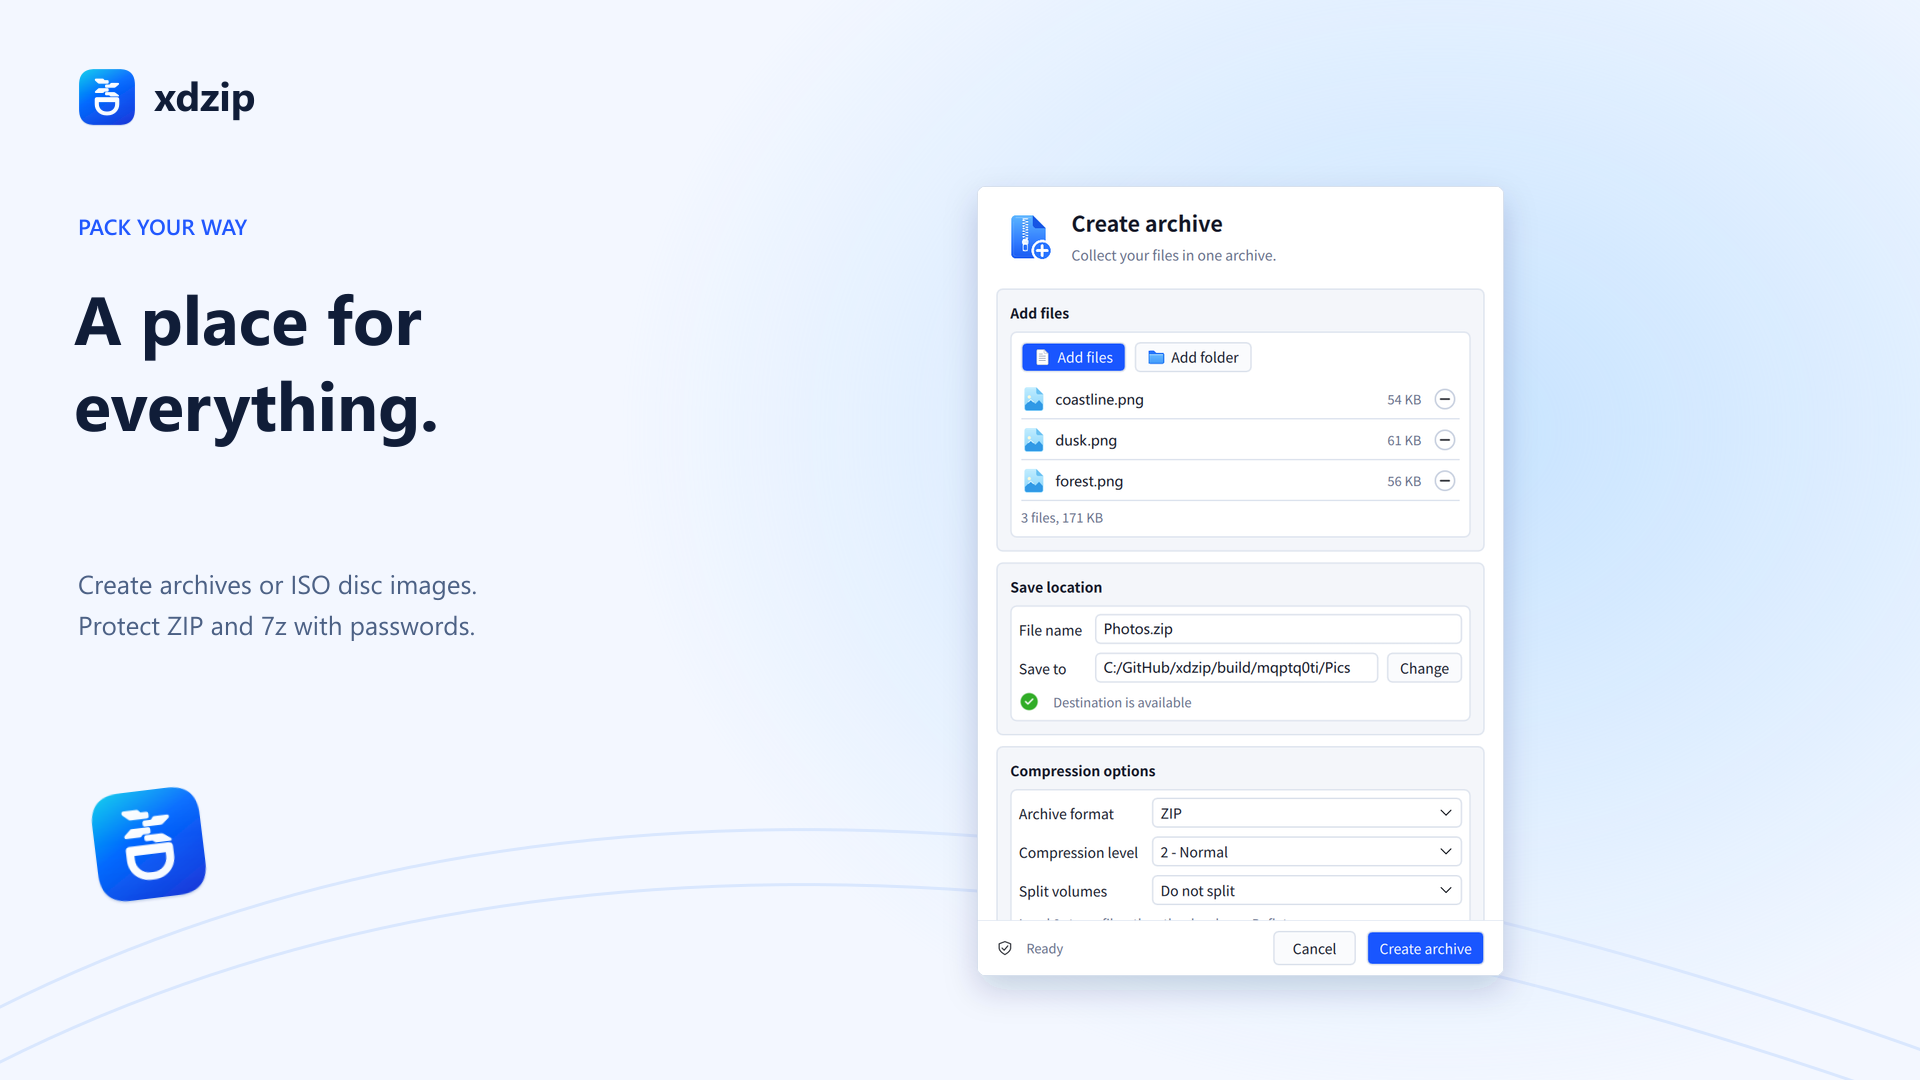 xdzip
PACK YOUR WAY
A place for
everything.
Create archives or ISO disc images.
Protect ZIP and 7z with passwords.
Create archive
Collect your files in one archive.
Add files
Add files
Add folder
coastline.png
54 KB
dusk.png
61 KB
forest.png
56 KB
3 files, 171 KB
Save location
File name
Photos.zip
Save to
C:/GitHub/xdzip/build/mqptq0ti/Pics
Change
Destination is available
Compression options
Archive format
ZIP
Compression level
2 - Normal
Split volumes
Do not split
Ready
Cancel
Create archive